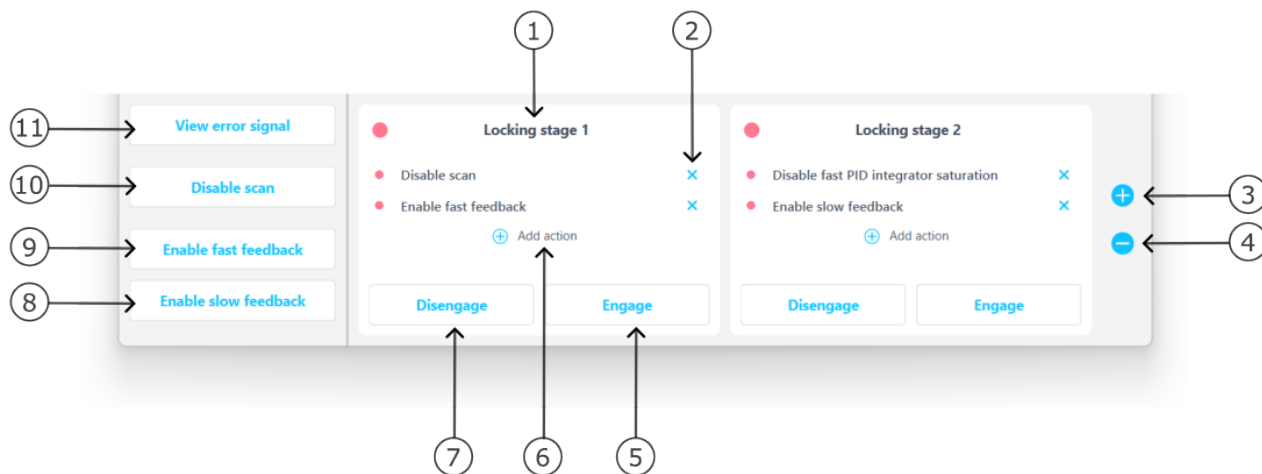 1
2
11
View error signal
Locking stage 1
Locking stage 2
10
Disable scan
Disable scan
Disable fast PID integrator saturation
3
Enable fast feedback
Enable slow feedback
9
Enable fast feedback
Add action
Add action
4
8
Enable slow feedback
Disengage
Engage
Disengage
Engage
7
6
5